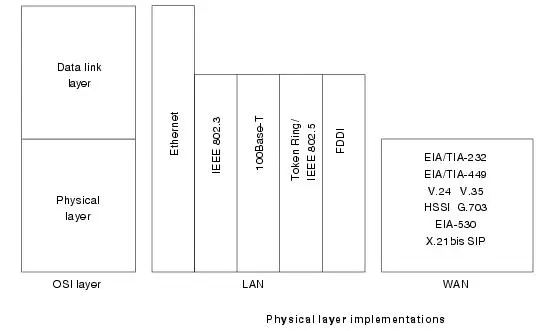 Data link
layer
Physical
layer
OSI layer
Ethernet
IEEE 802.3
100Base-T
Token Ring/
IEEE 802.5
FDDI
LAN
EIA/TIA-232
EIA/TIA-449
V.24 V.35
HSSI G.703
EIA-530
X.21bis SIP
WAN
Physical layer implementations